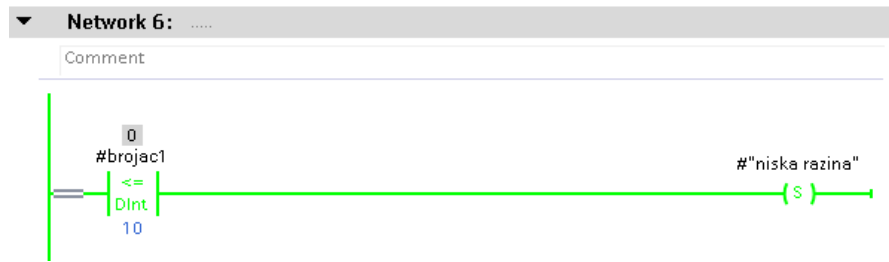 Network 6: .....
Comment
0
#brojac1
<=
DInt
10
#"niska razina"
S